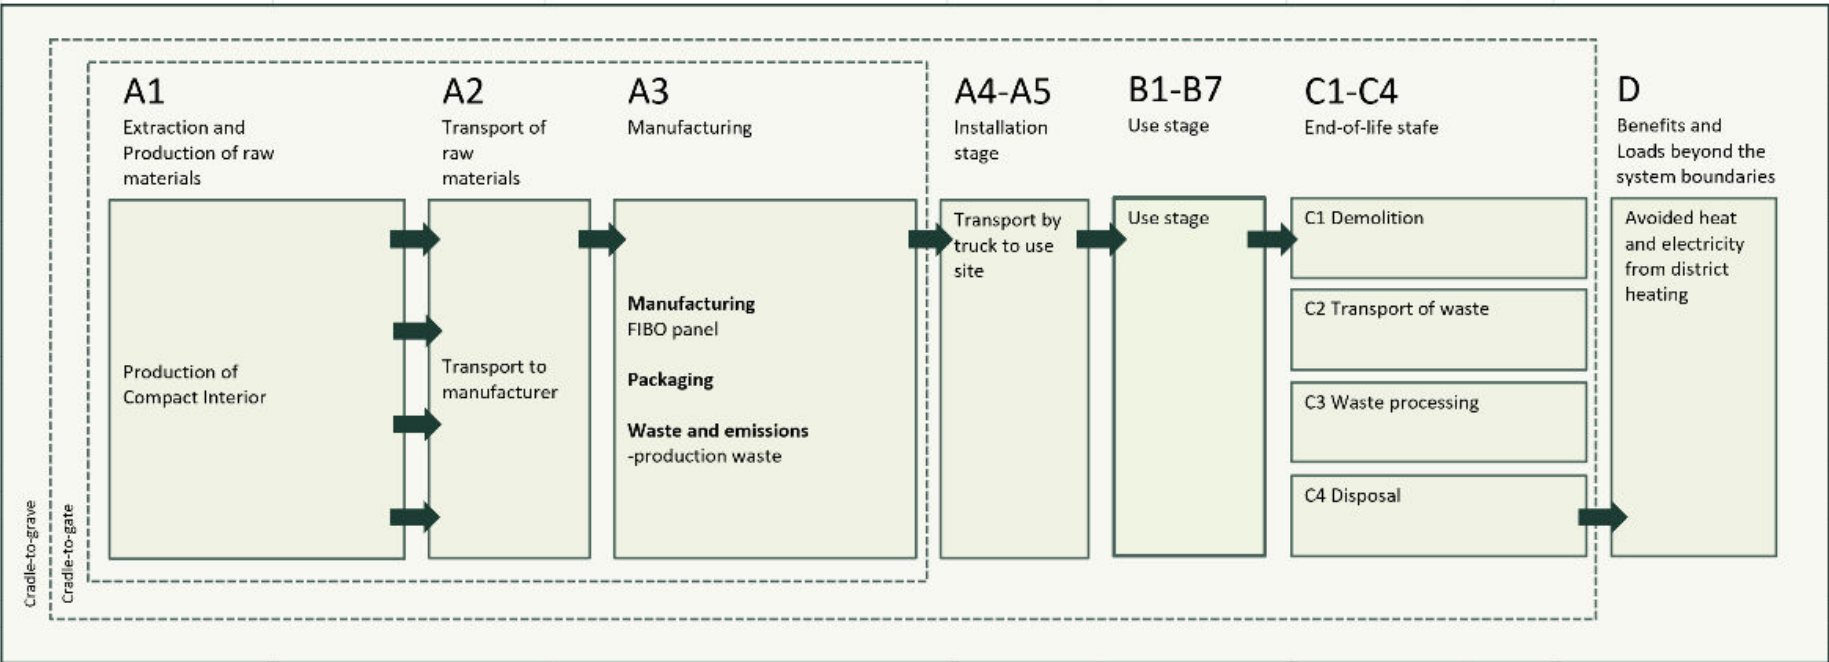 A1
Extraction and
Production of raw
materials
A2
Transport of
raw
materials
A3
Manufacturing
A4-A5
Installation
stage
B1-B7
Use stage
C1-C4
End-of-life stafe
D
Benefits and
Loads beyond the
system boundaries
Production of
Compact Interior
Transport to
manufacturer
Manufacturing
FIBO panel
Packaging
Waste and emissions
-production waste
Transport by
truck to use
site
Use stage
C1 Demolition
C2 Transport of waste
C3 Waste processing
C4 Disposal
Avoided heat
and electricity
from district
heating
Cradle-to-grave
Cradle-to-gate